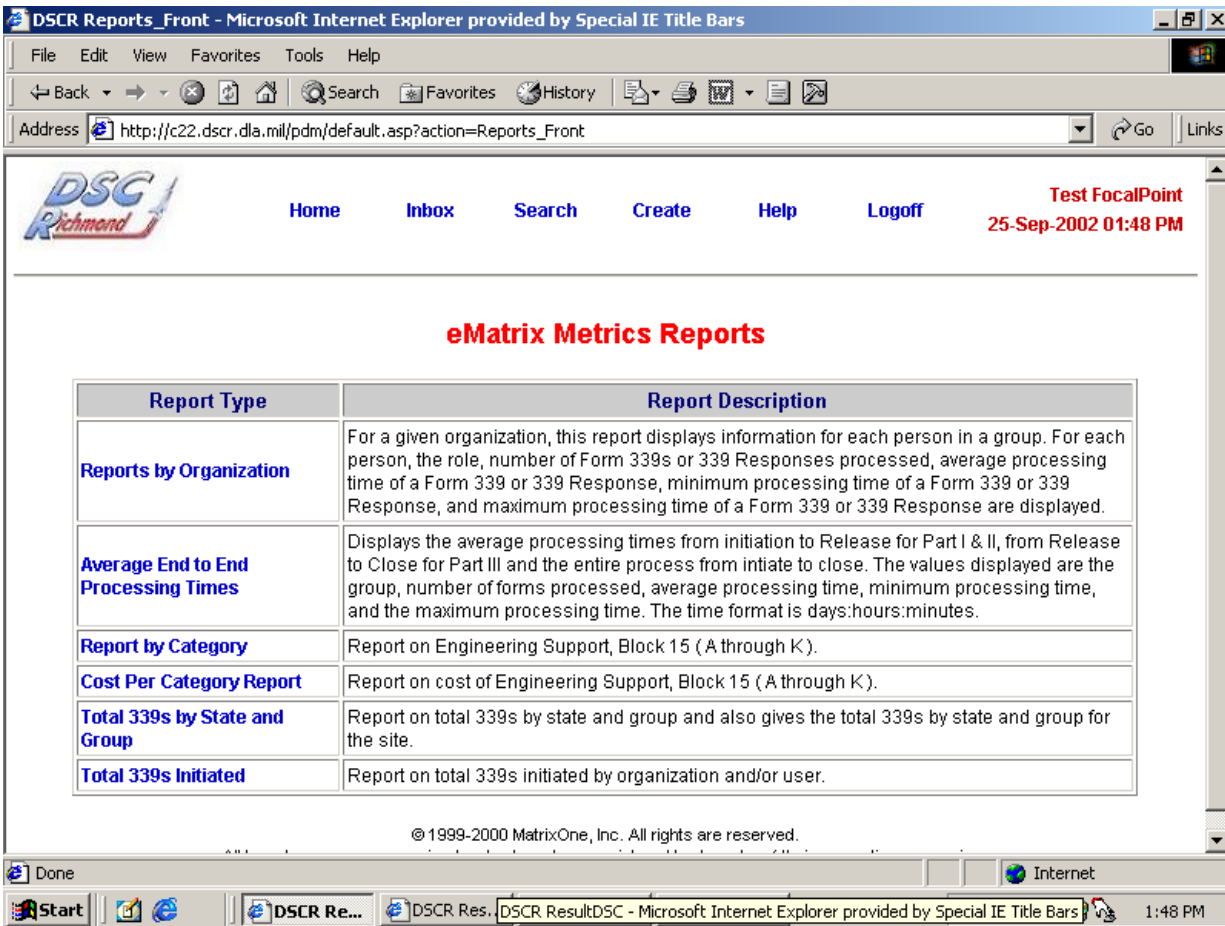 DSCR Reports_Front - Microsoft Internet Explorer provided by Special IE Title Bars
File Edit View Favorites Tools Help
Back Search Favorites History
Address http://c22.dscr.dla.mil/pdm/default.asp?action=Reports_Front Go Links
DSC
Richmond
Home Inbox Search Create Help Logoff
Test FocalPoint
25-Sep-2002 01:48 PM
eMatrix Metrics Reports
Report Type Report Description
Reports by Organization
For a given organization, this report displays information for each person in a group. For each
person, the role, number of Form 339s or 339 Responses processed, average processing
time of a Form 339 or 339 Response, minimum processing time of a Form 339 or 339
Response, and maximum processing time of a Form 339 or 339 Response are displayed.
Average End to End
Processing Times
Displays the average processing times from initiation to Release for Part I & II, from Release
to Close for Part III and the entire process from intiate to close. The values displayed are the
group, number of forms processed, average processing time, minimum processing time,
and the maximum processing time. The time format is days:hours:minutes.
Report by Category
Report on Engineering Support, Block 15 ( A through K ).
Cost Per Category Report
Report on cost of Engineering Support, Block 15 ( A through K ).
Total 339s by State and
Group
Report on total 339s by state and group and also gives the total 339s by state and group for
the site.
Total 339s Initiated
Report on total 339s initiated by organization and/or user.
© 1999-2000 MatrixOne, Inc. All rights are reserved.
Done Internet
Start DSCR Re... DSCR Res.. DSCR ResultDSC - Microsoft Internet Explorer provided by Special IE Title Bars 1:48 PM